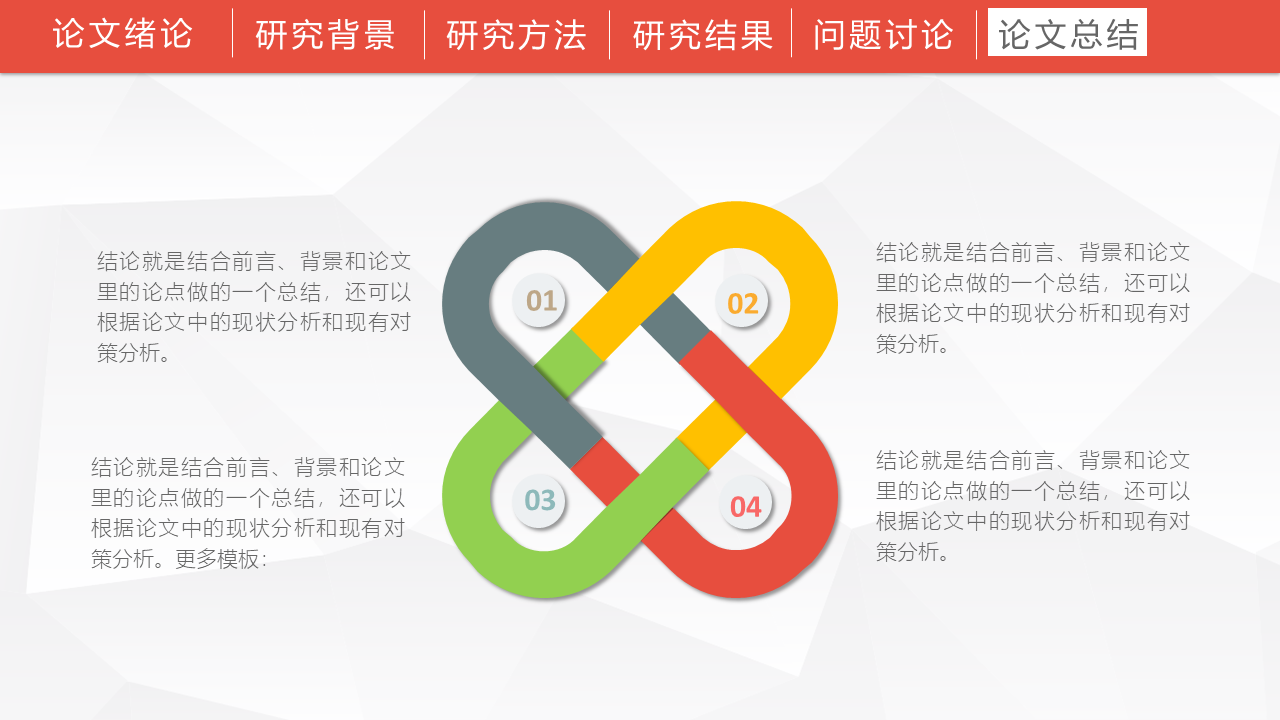 论文绪论
研究背景
研究方法
研究结果
问题讨论
论文总结
结论就是结合前言、背景和论文
里的论点做的一个总结，还可以
根据论文中的现状分析和现有对
策分析。
01
02
结论就是结合前言、背景和论文
里的论点做的一个总结，还可以
根据论文中的现状分析和现有对
策分析。
结论就是结合前言、背景和论文
里的论点做的一个总结，还可以
根据论文中的现状分析和现有对
策分析。更多模板：
03
04
结论就是结合前言、背景和论文
里的论点做的一个总结，还可以
根据论文中的现状分析和现有对
策分析。